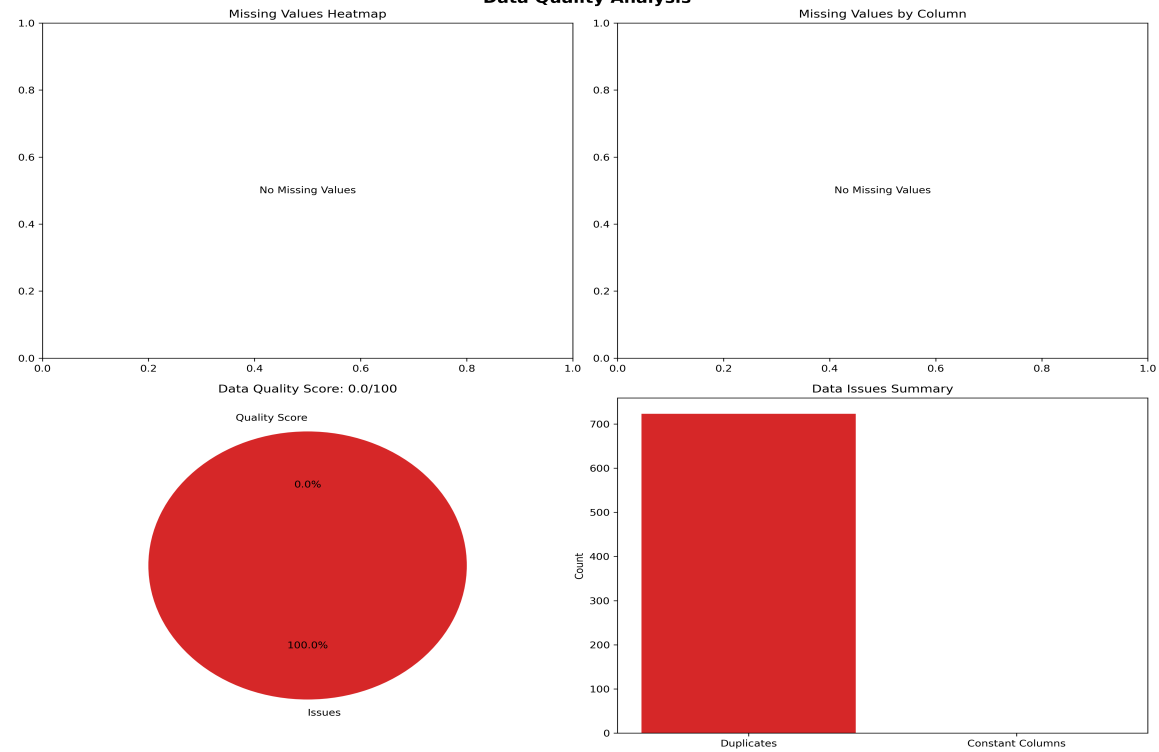 Data Quality Analysis
Missing Values Heatmap
1.0
0.8
0.6
0.4
0.2
0.0
No Missing Values
0.0 0.2 0.4 0.6 0.8 1.0
Missing Values by Column
1.0
0.8
0.6
0.4
0.2
0.0
No Missing Values
0.0 0.2 0.4 0.6 0.8 1.0
Data Quality Score: 0.0/100
Quality Score
0.0%
100.0%
Issues
Data Issues Summary
Count
700
600
500
400
300
200
100
0
Duplicates Constant Columns